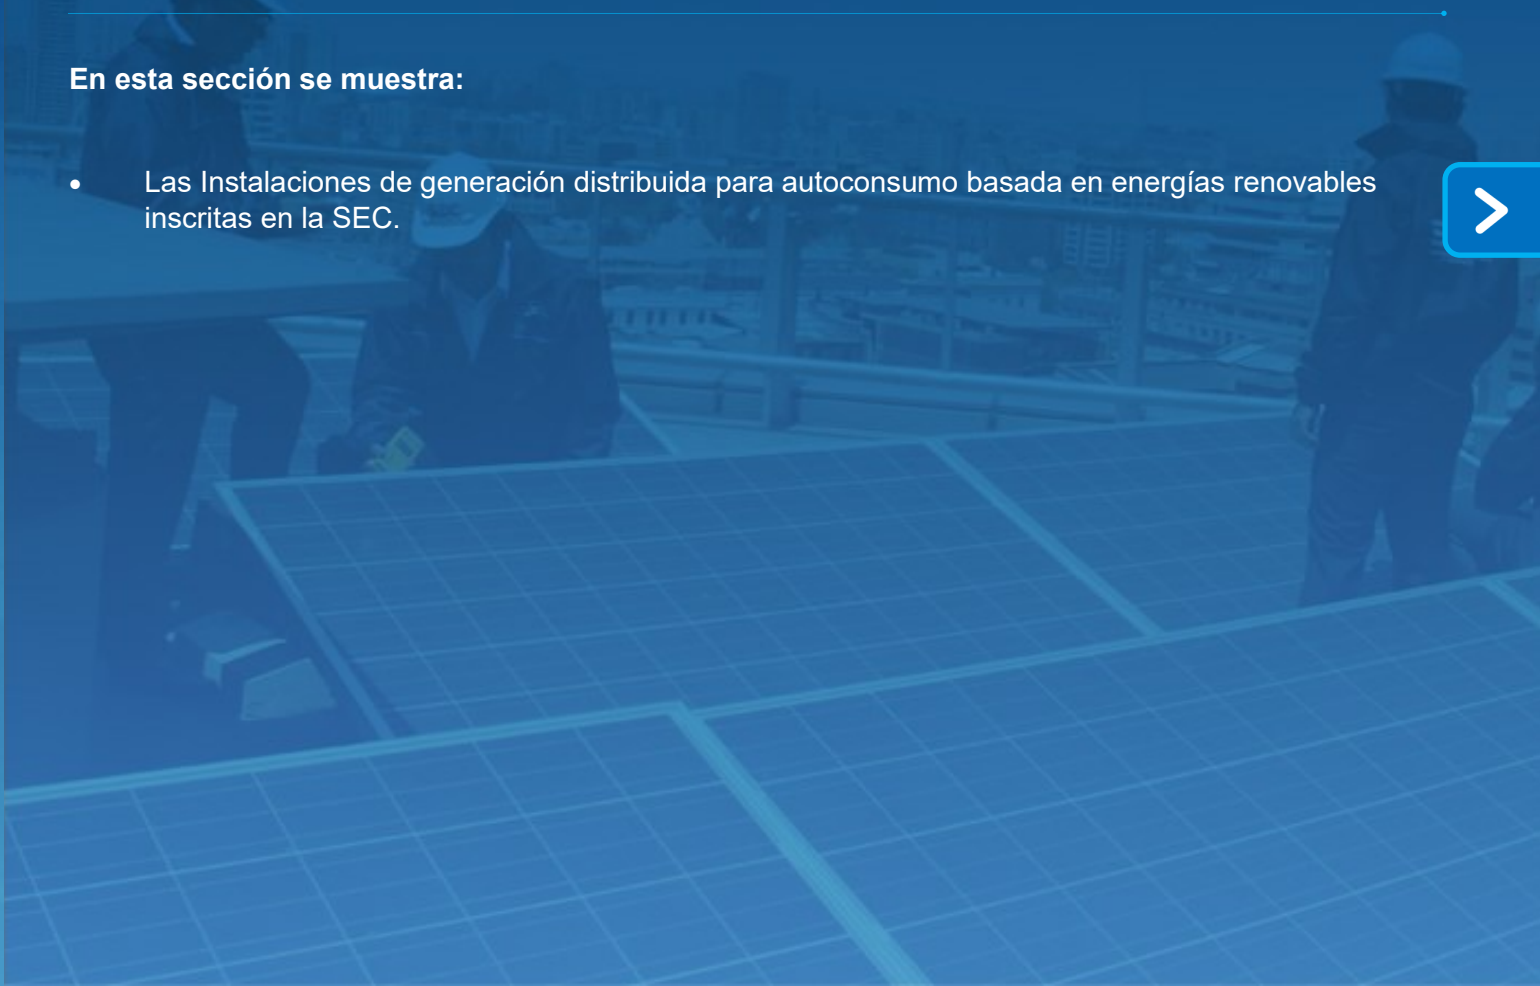 En esta sección se muestra:
• Las Instalaciones de generación distribuida para autoconsumo basada en energías renovables
inscritas en la SEC.